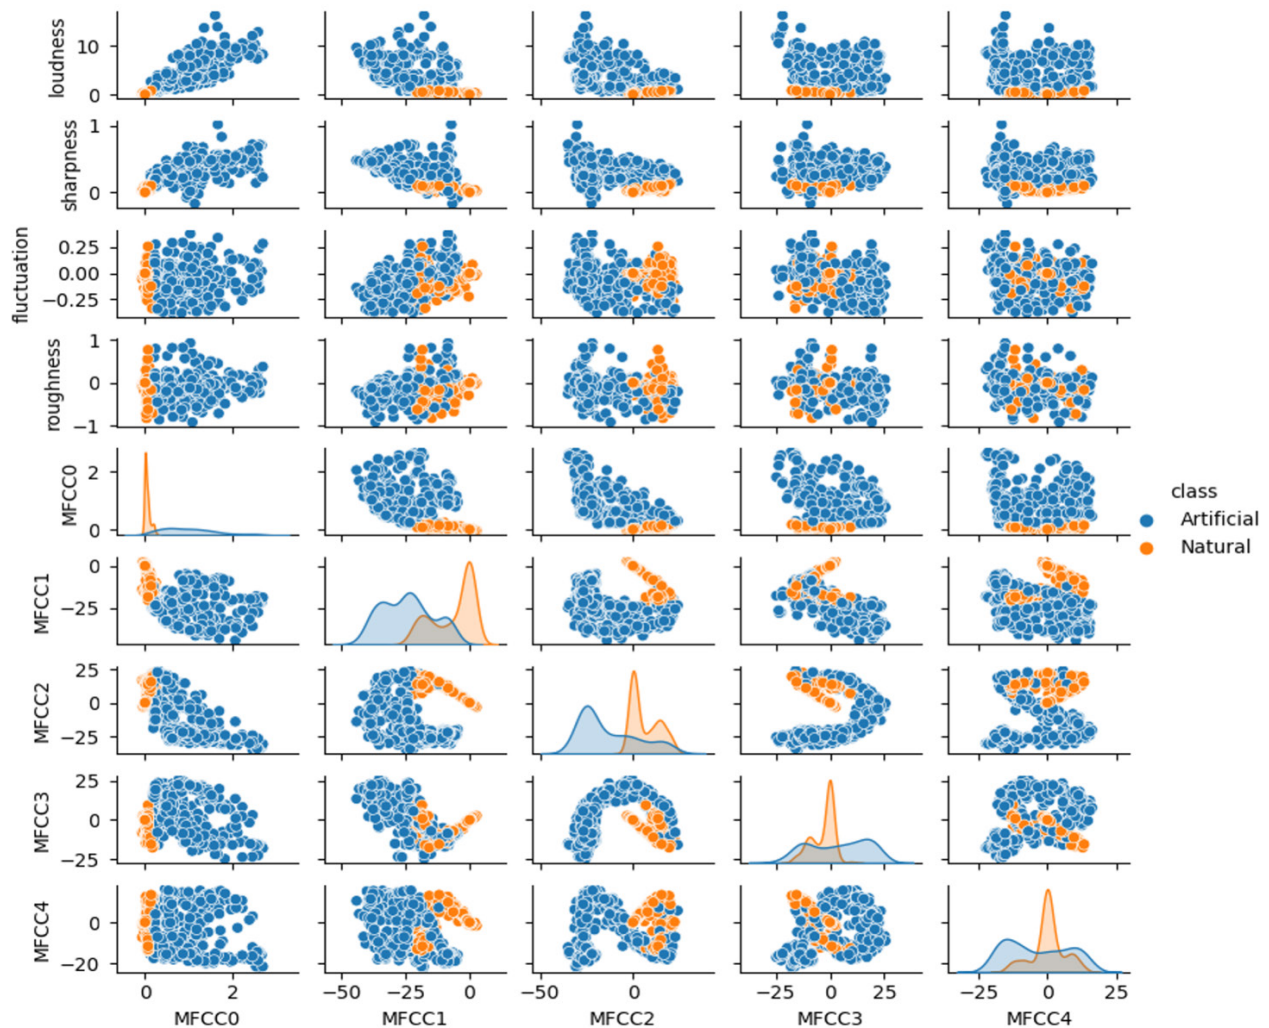 loudness
10
0
sharpness
1
0
fluctuation
0.25
0.00
−0.25
roughness
1
0
−1
MFCC0
2
0
class
Artificial
Natural
MFCC1
0
−25
MFCC2
25
0
−25
MFCC3
25
0
−25
MFCC4
0
−20
0 2
−50 −25 0
−50 0
−25 0 25
−25 0 25
MFCC0 MFCC1 MFCC2 MFCC3 MFCC4